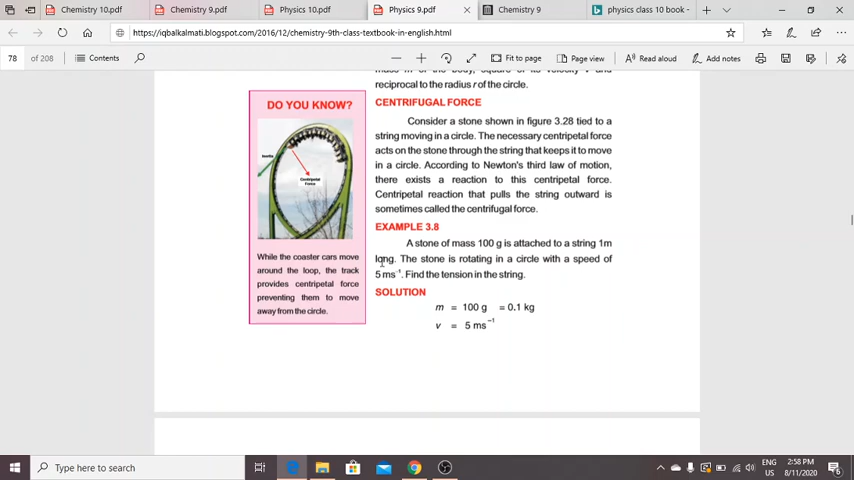 Chemistry 10.pdf
Chemistry 9.pdf
Physics 10.pdf
Physics 9.pdf
Chemistry 9
physics class 10 book -
https://iqbalkalmati.blogspot.com/2016/12/chemistry-9th-class-textbook-in-english.html
78 of 208
Contents
Fit to page
Page view
Read aloud
reciprocal to the radius r of the circle.
CENTRIFUGAL FORCE
Consider a stone shown in figure 3.28 tied to a
string moving in a circle. The necessary centripetal force
acts on the stone through the string that keeps it to move
in a circle. According to Newton's third law of motion,
there exists a reaction to this centripetal force.
Centripetal reaction that pulls the string outward is
sometimes called the centrifugal force.
EXAMPLE 3.8
A stone of mass 100 g is attached to a string 1m
long. The stone is rotating in a circle with a speed of
5 ms⁻¹. Find the tension in the string.
SOLUTION
m = 100 g = 0.1 kg
v = 5 ms⁻¹
DO YOU KNOW?
Inertia
Centripetal
Force
While the coaster cars move
around the loop, the track
provides centripetal force
preventing them to move
away from the circle.
Type here to search
ENG
US
2:58 PM
8/11/2020